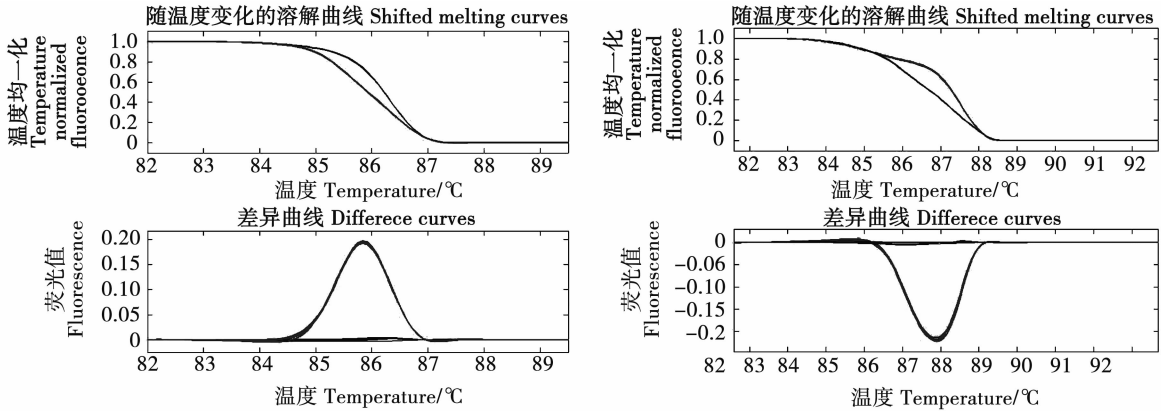 随温度变化的溶解曲线 Shifted melting curves
温度均一化
Temperature
normalized
fluorooeonce
1.0
0.8
0.6
0.4
0.2
0
82 83 84 85 86 87 88 89
温度 Temperature/℃
差异曲线 Differece curves
荧光值
Fluorescence
0.20
0.15
0.10
0.05
0
82 83 84 85 86 87 88 89
温度 Temperature/℃
随温度变化的溶解曲线 Shifted melting curves
温度均一化
Temperature
normalized
fluorooeonce
1.0
0.8
0.6
0.4
0.2
0
82 83 84 85 86 87 88 89 90 91 92
温度 Temperature/℃
差异曲线 Differece curves
荧光值
Fluorescence
0
-0.06
-0.10
-0.15
-0.2
82 83 84 85 86 87 88 89 90 91 92
温度 Temperature/℃